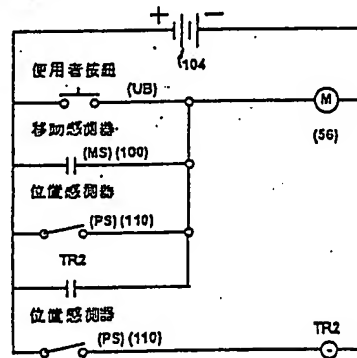 + −
104
使用者按钮
(UB)
M
移动感测器
(MS)(100)
(56)
位置感测器
(PS)(110)
TR2
位置感测器
(PS)(110)
TR2